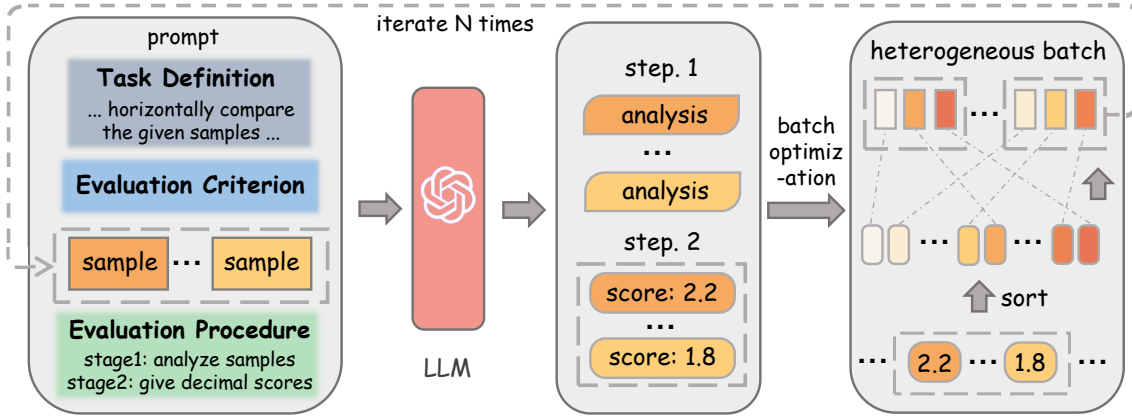 iterate N times
prompt
Task Definition
... horizontally compare
the given samples ...
Evaluation Criterion
sample ... sample
Evaluation Procedure
stage1: analyze samples
stage2: give decimal scores
LLM
step. 1
analysis
...
analysis
step. 2
score: 2.2
...
score: 1.8
batch
optimiz
-ation
heterogeneous batch
...
... ...
sort
... 2.2 ... 1.8 ...